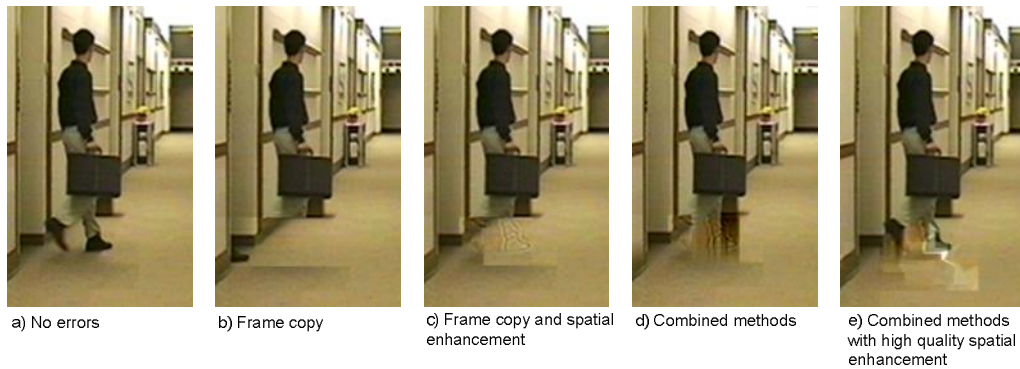 a) No errors
b) Frame copy
c) Frame copy and spatial
enhancement
d) Combined methods
e) Combined methods
with high quality spatial
enhancement